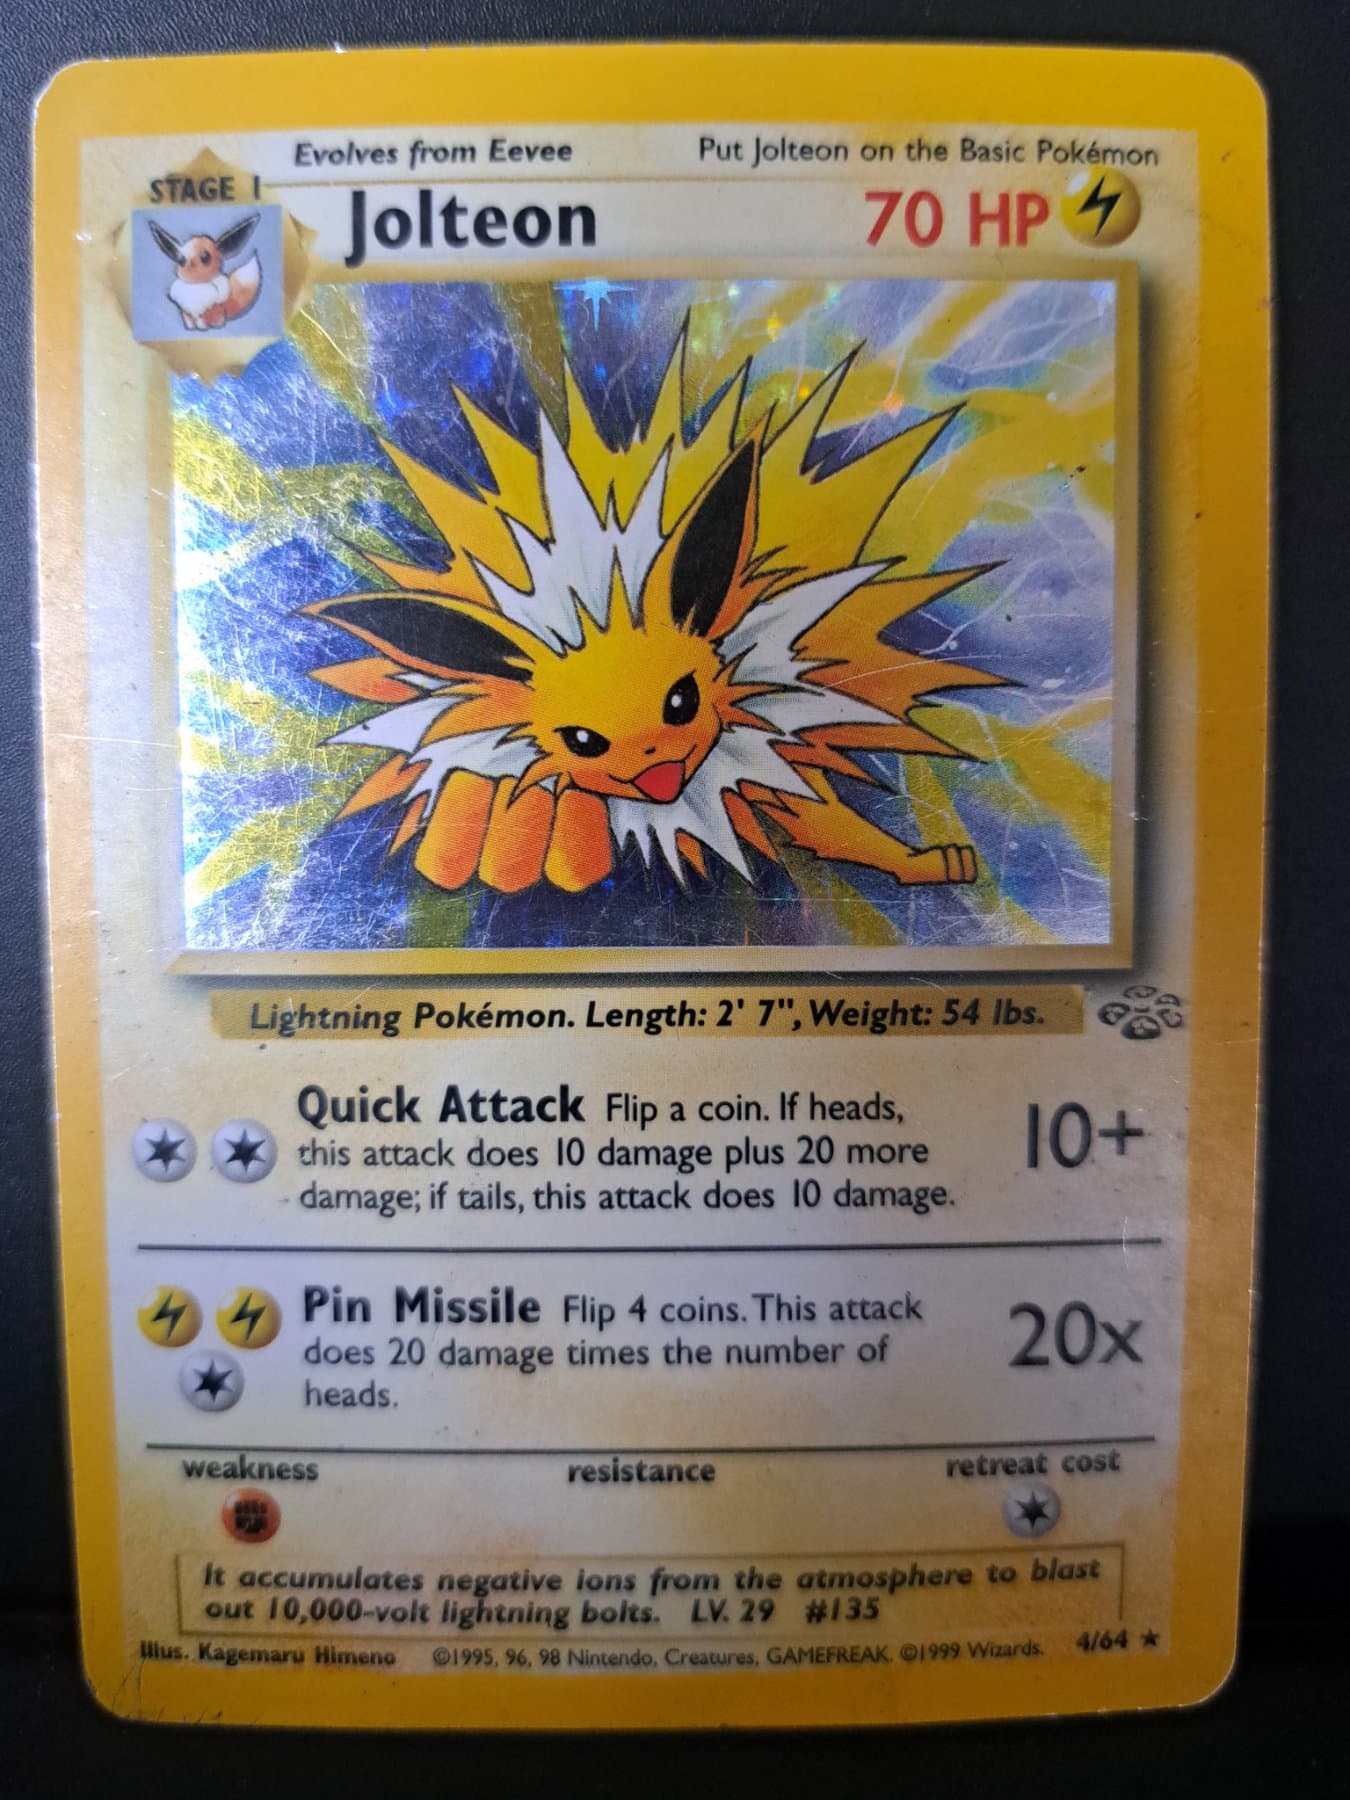 Evolves from Eevee
Put Jolteon on the Basic Pokémon
STAGE 1
Jolteon
70 HP
Lightning Pokémon. Length: 2' 7", Weight: 54 lbs.
Quick Attack Flip a coin. If heads,
this attack does 10 damage plus 20 more
damage; if tails, this attack does 10 damage.
10+
Pin Missile Flip 4 coins. This attack
does 20 damage times the number of
heads.
20x
weakness
resistance
retreat cost
It accumulates negative ions from the atmosphere to blast
out 10,000-volt lightning bolts. LV. 29 #135
Illus. Kagemaru Himeno
©1995, 96, 98 Nintendo, Creatures, GAMEFREAK. ©1999 Wizards.
4/64 ★